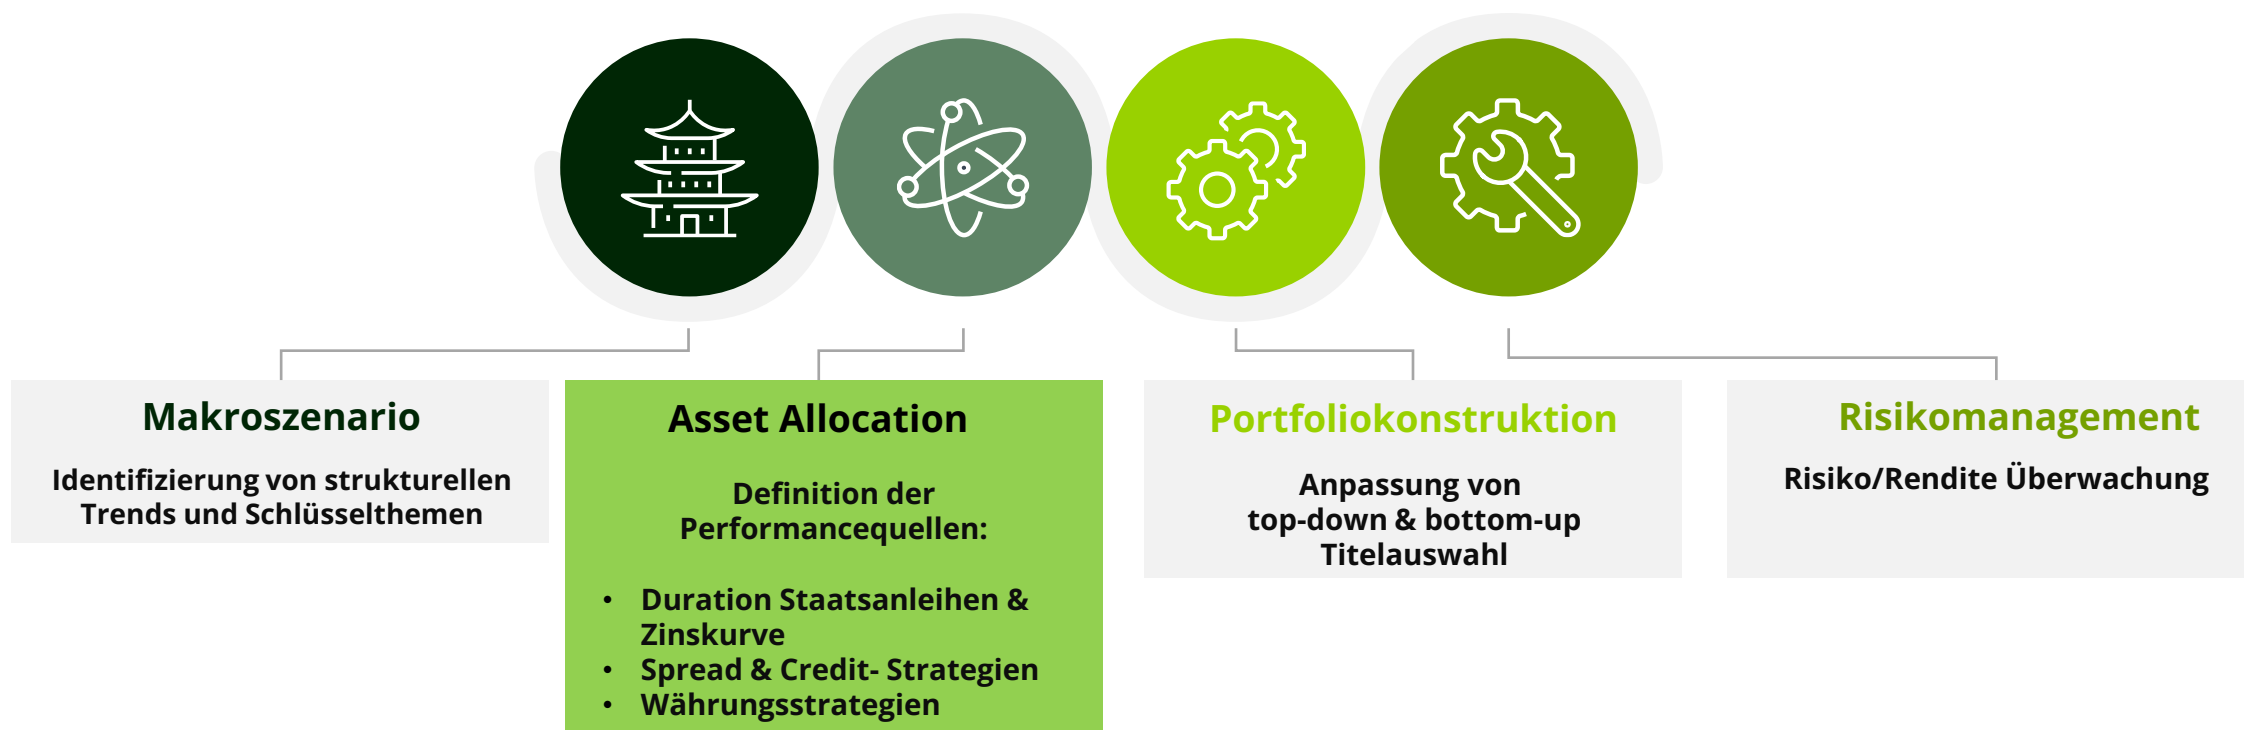 Makroszenario
Identifizierung von strukturellen
Trends und Schlüsselthemen
Asset Allocation
Definition der
Performancequellen:
• Duration Staatsanleihen &
Zinskurve
• Spread & Credit- Strategien
• Währungsstrategien
Portfoliokonstruktion
Anpassung von
top-down & bottom-up
Titelauswahl
Risikomanagement
Risiko/Rendite Überwachung